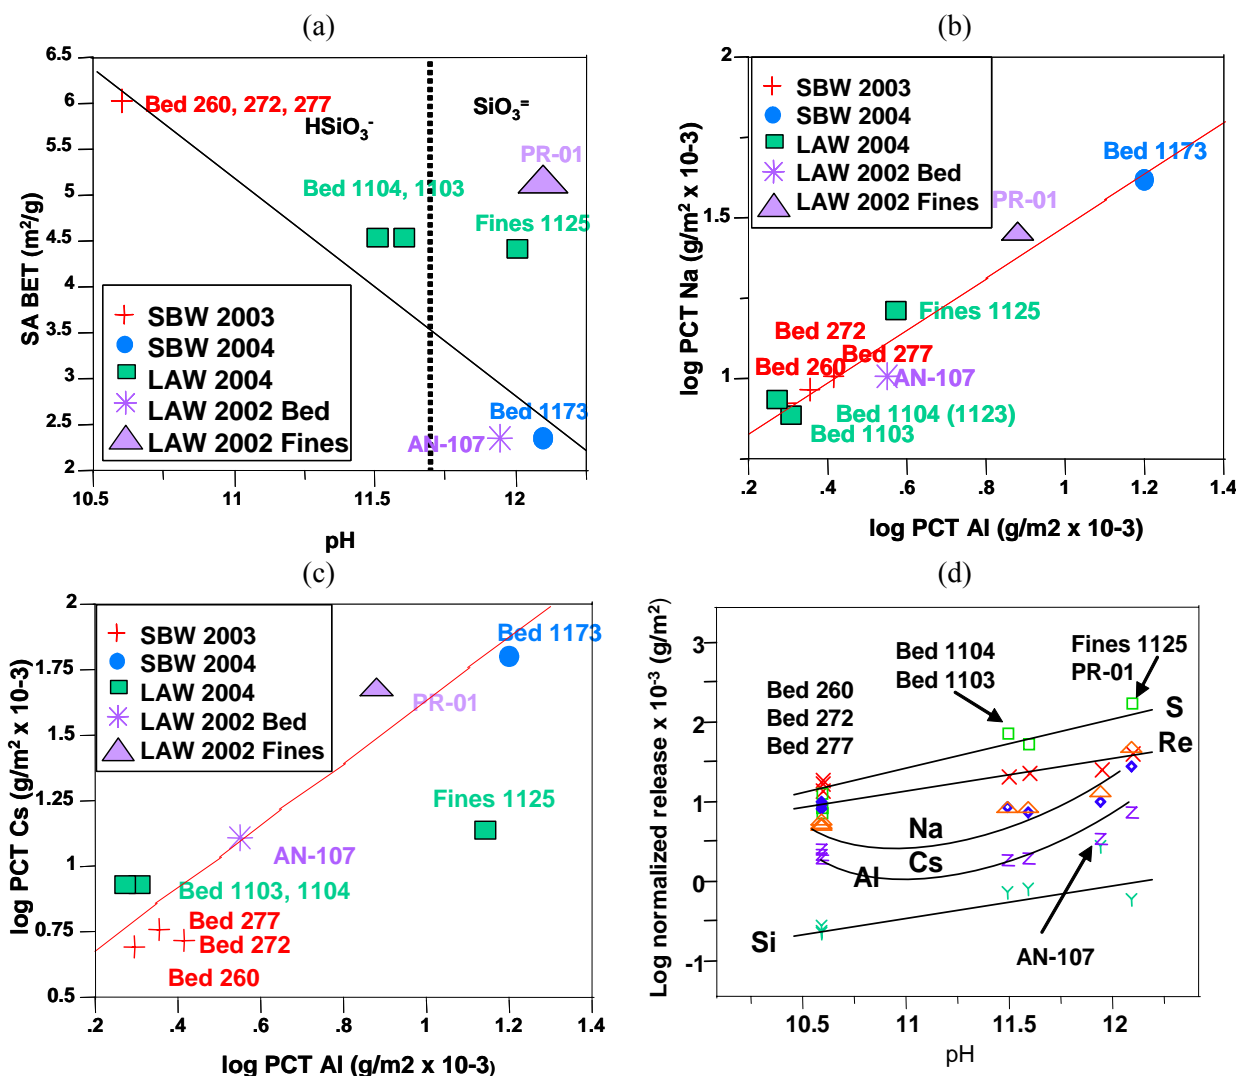 (a)
6.5
6
5.5
5
4.5
4
3.5
3
2.5
2
SA BET (m²/g)
Bed 260, 272, 277
HSiO₃⁻
SiO₃⁼
PR-01
Bed 1104, 1103
Fines 1125
SBW 2003
SBW 2004
LAW 2004
LAW 2002 Bed
LAW 2002 Fines
Bed 1173
AN-107
10.5 11 11.5 12
pH
(b)
2
1.5
1
log PCT Na (g/m² x 10-3)
SBW 2003
SBW 2004
LAW 2004
LAW 2002 Bed
LAW 2002 Fines
Bed 1173
PR-01
Fines 1125
Bed 272
Bed 277
Bed 260
AN-107
Bed 1104 (1123)
Bed 1103
.2 .4 .6 .8 1 1.2 1.4
log PCT Al (g/m2 x 10-3)
(c)
2
1.75
1.5
1.25
1
0.75
0.5
log PCT Cs (g/m² x 10-3)
SBW 2003
SBW 2004
LAW 2004
LAW 2002 Bed
LAW 2002 Fines
Bed 1173
PR-01
Fines 1125
AN-107
Bed 1103, 1104
Bed 277
Bed 272
Bed 260
.2 .4 .6 .8 1 1.2 1.4
log PCT Al (g/m2 x 10-3)
(d)
3
2
1
0
-1
Log normalized release x 10⁻³ (g/m²)
Bed 260
Bed 272
Bed 277
Bed 1104
Bed 1103
Fines 1125
PR-01
S
Re
Na
Cs
Al
Si
AN-107
10.5 11 11.5 12
pH